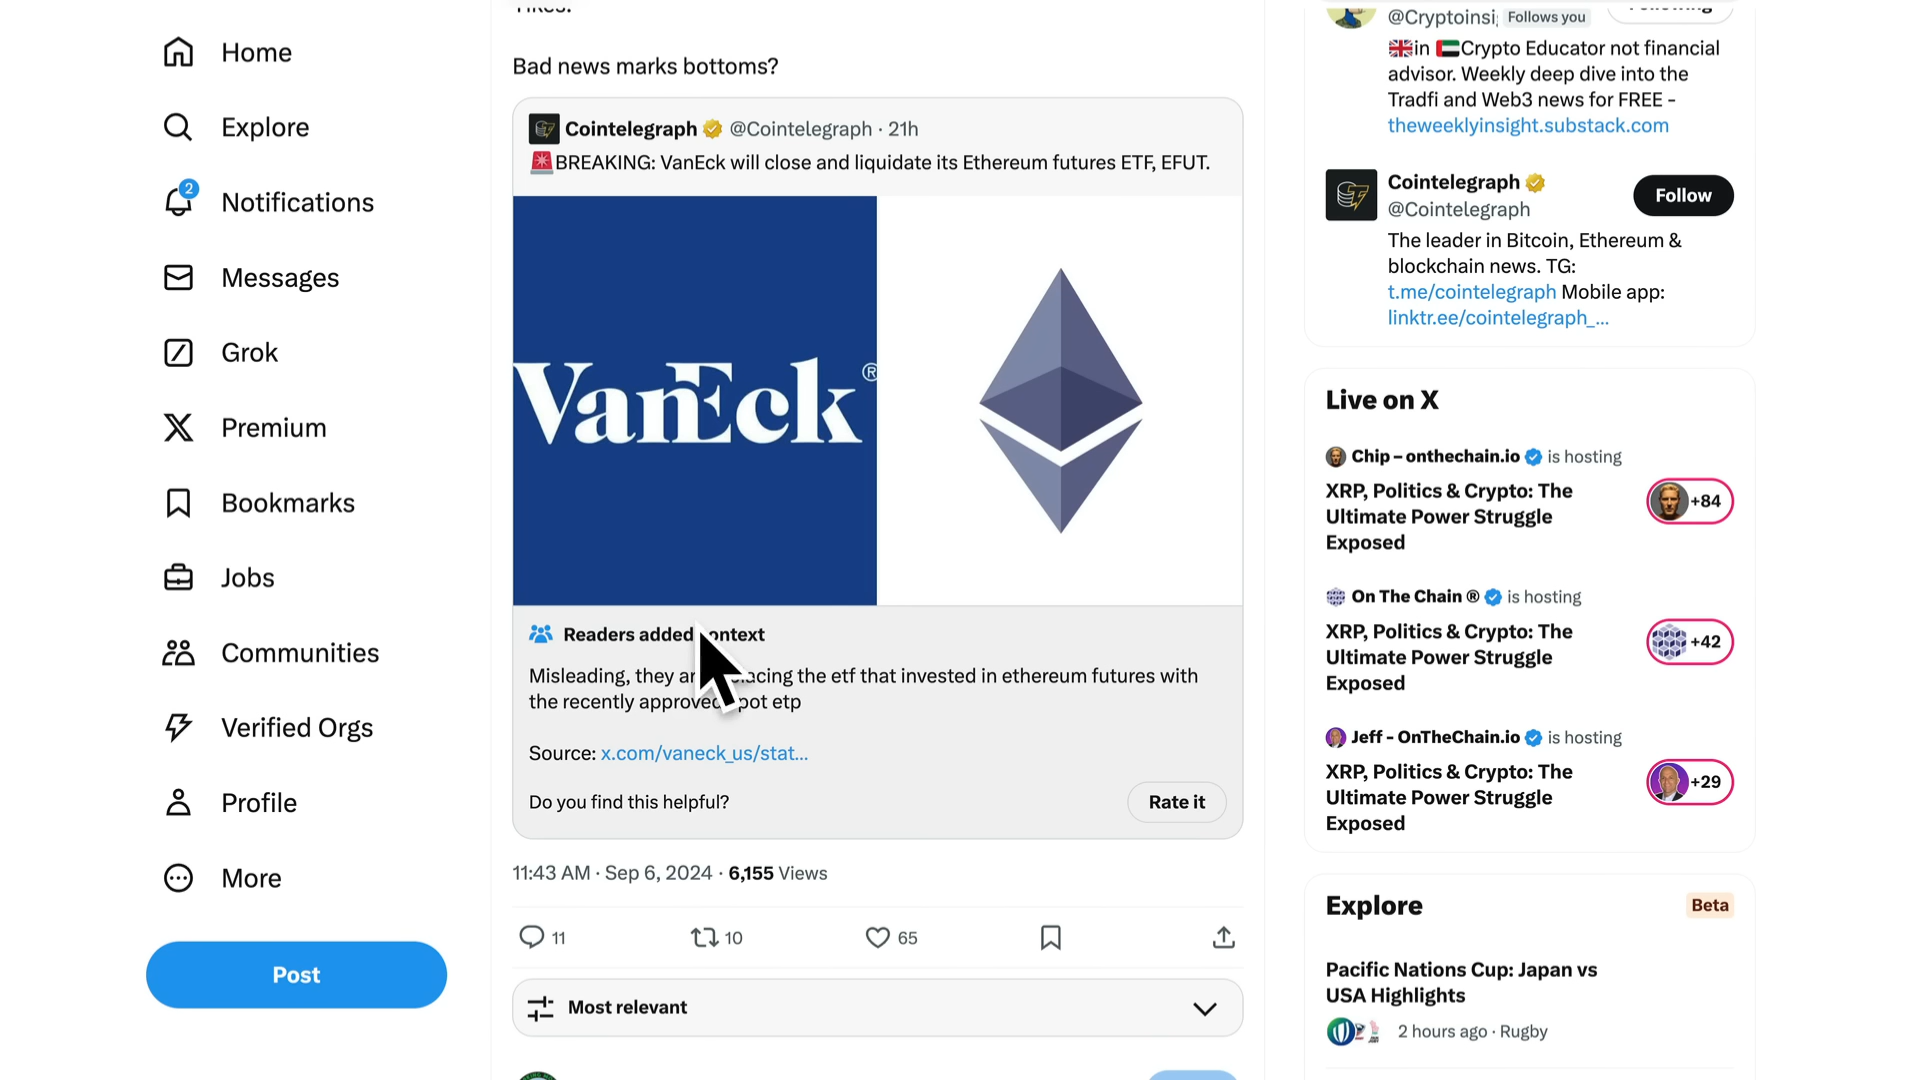 Home
Explore
2
Notifications
Messages
Grok
Premium
Bookmarks
Jobs
Communities
Verified Orgs
Profile
More
Post
Bad news marks bottoms?
Cointelegraph @Cointelegraph · 21h
BREAKING: VanEck will close and liquidate its Ethereum futures ETF, EFUT.
VanEck®
Readers added context
Misleading, they are replacing the etf that invested in ethereum futures with
the recently approved spot etp
Source: x.com/vaneck_us/stat...
Do you find this helpful?
Rate it
11:43 AM · Sep 6, 2024 · 6,155 Views
11
10
65
Most relevant
@Cryptoinsi Follows you
in Crypto Educator not financial
advisor. Weekly deep dive into the
Tradfi and Web3 news for FREE -
theweeklyinsight.substack.com
Cointelegraph
@Cointelegraph
Follow
The leader in Bitcoin, Ethereum &
blockchain news. TG:
t.me/cointelegraph Mobile app:
linktr.ee/cointelegraph_...
Live on X
Chip – onthechain.io is hosting
XRP, Politics & Crypto: The
Ultimate Power Struggle
Exposed
+84
On The Chain ® is hosting
XRP, Politics & Crypto: The
Ultimate Power Struggle
Exposed
+42
Jeff - OnTheChain.io is hosting
XRP, Politics & Crypto: The
Ultimate Power Struggle
Exposed
+29
Explore
Beta
Pacific Nations Cup: Japan vs
USA Highlights
2 hours ago · Rugby